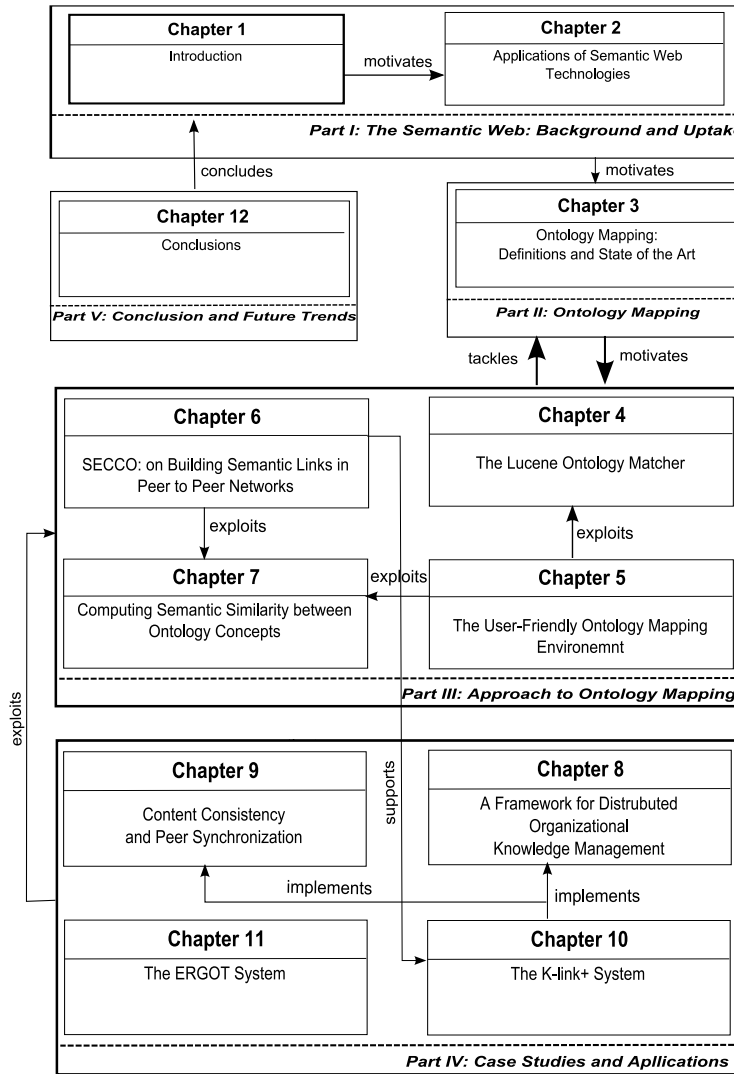 Chapter 1
Introduction
motivates
Chapter 2
Applications of Semantic Web
Technologies
Part I: The Semantic Web: Background and Uptake
concludes
motivates
Chapter 12
Conclusions
Part V: Conclusion and Future Trends
Chapter 3
Ontology Mapping:
Definitions and State of the Art
Part II: Ontology Mapping
tackles
motivates
Chapter 6
SECCO: on Building Semantic Links in
Peer to Peer Networks
Chapter 4
The Lucene Ontology Matcher
exploits
exploits
Chapter 7
Computing Semantic Similarity between
Ontology Concepts
exploits
Chapter 5
The User-Friendly Ontology Mapping
Environemnt
Part III: Approach to Ontology Mapping
exploits
supports
Chapter 9
Content Consistency
and Peer Synchronization
Chapter 8
A Framework for Distrubuted
Organizational
Knowledge Management
implements
implements
Chapter 11
The ERGOT System
Chapter 10
The K-link+ System
Part IV: Case Studies and Apllications